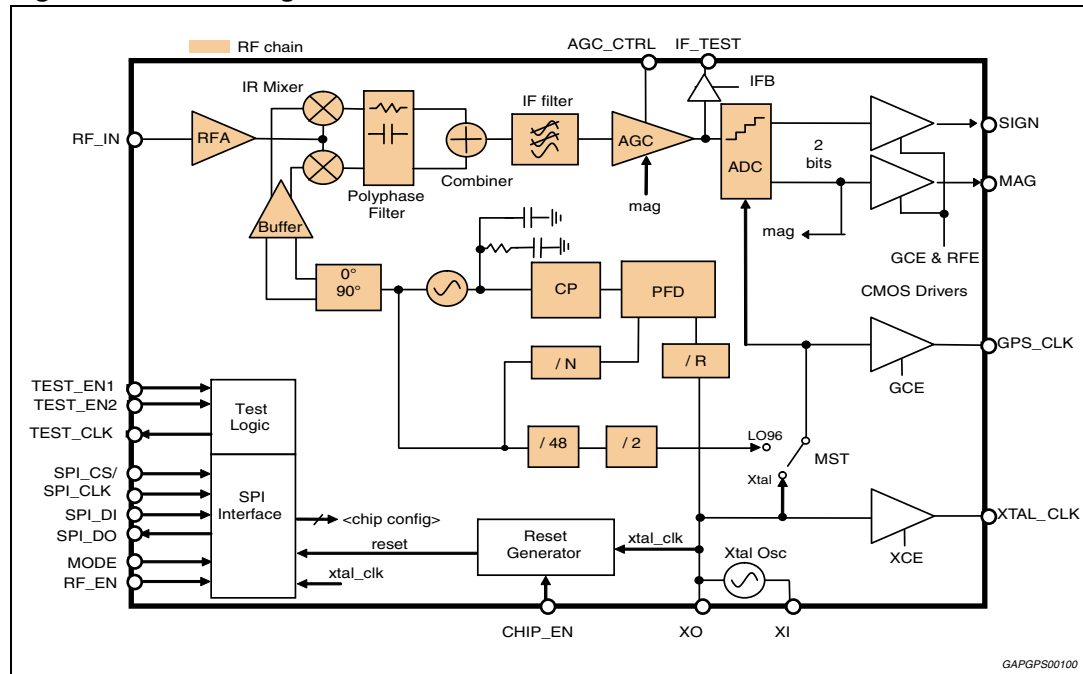 RF chain
AGC_CTRL
IF_TEST
IR Mixer
IF filter
IFB
RF_IN
RFA
AGC
ADC
2
bits
SIGN
MAG
Combiner
Polyphase
Filter
mag
mag
Buffer
GCE & RFE
0°
90°
CP
PFD
CMOS Drivers
/ N
/ R
GPS_CLK
GCE
TEST_EN1
TEST_EN2
TEST_CLK
Test
Logic
/ 48
/ 2
LO96
MST
Xtal
SPI_CS/
SPI_CLK
SPI_DI
SPI_DO
MODE
RF_EN
SPI
Interface
<chip config>
reset
xtal_clk
Reset
Generator
xtal_clk
Xtal Osc
XTAL_CLK
XCE
CHIP_EN
XO
XI
GAPGPS00100